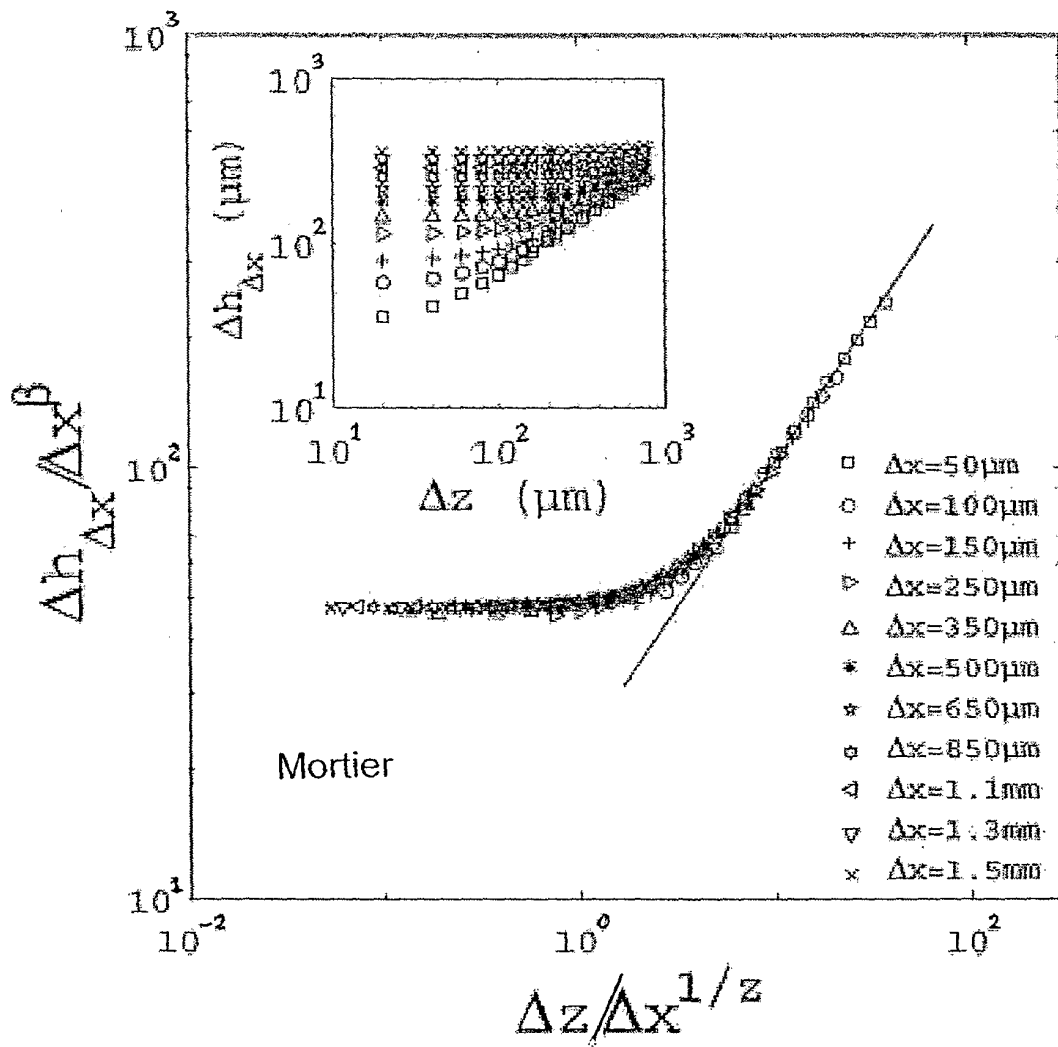 10³
10²
10¹
10⁻²
10⁰
10²
Δh_Δx/Δx^β
Δz/Δx^1/z
10³
10²
10¹
10¹
10²
10³
Δh_Δx (μm)
Δz (μm)
Mortier
Δx=50μm
Δx=100μm
Δx=150μm
Δx=250μm
Δx=350μm
Δx=500μm
Δx=650μm
Δx=850μm
Δx=1.1mm
Δx=1.3mm
Δx=1.5mm